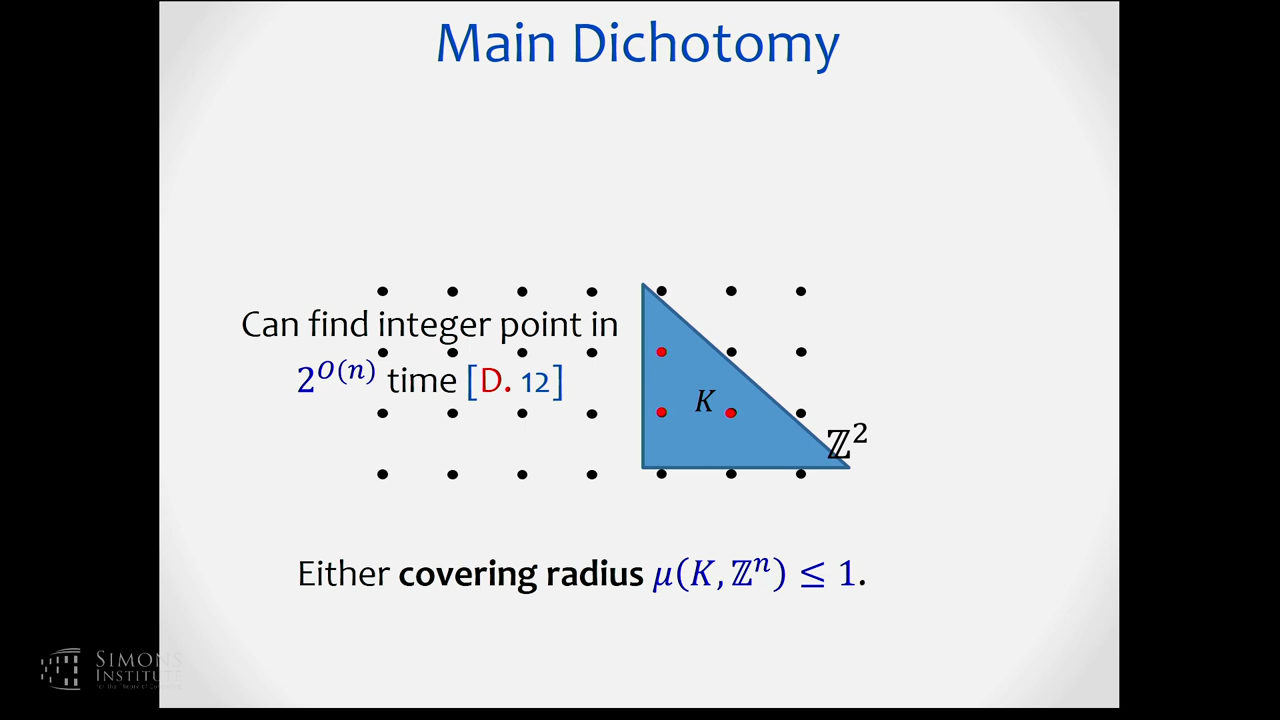 Main Dichotomy
Can find integer point in
2^{O(n)} time [D. 12]
K
ℤ²
Either covering radius μ(K, ℤⁿ) ≤ 1.
SIMONS
INSTITUTE